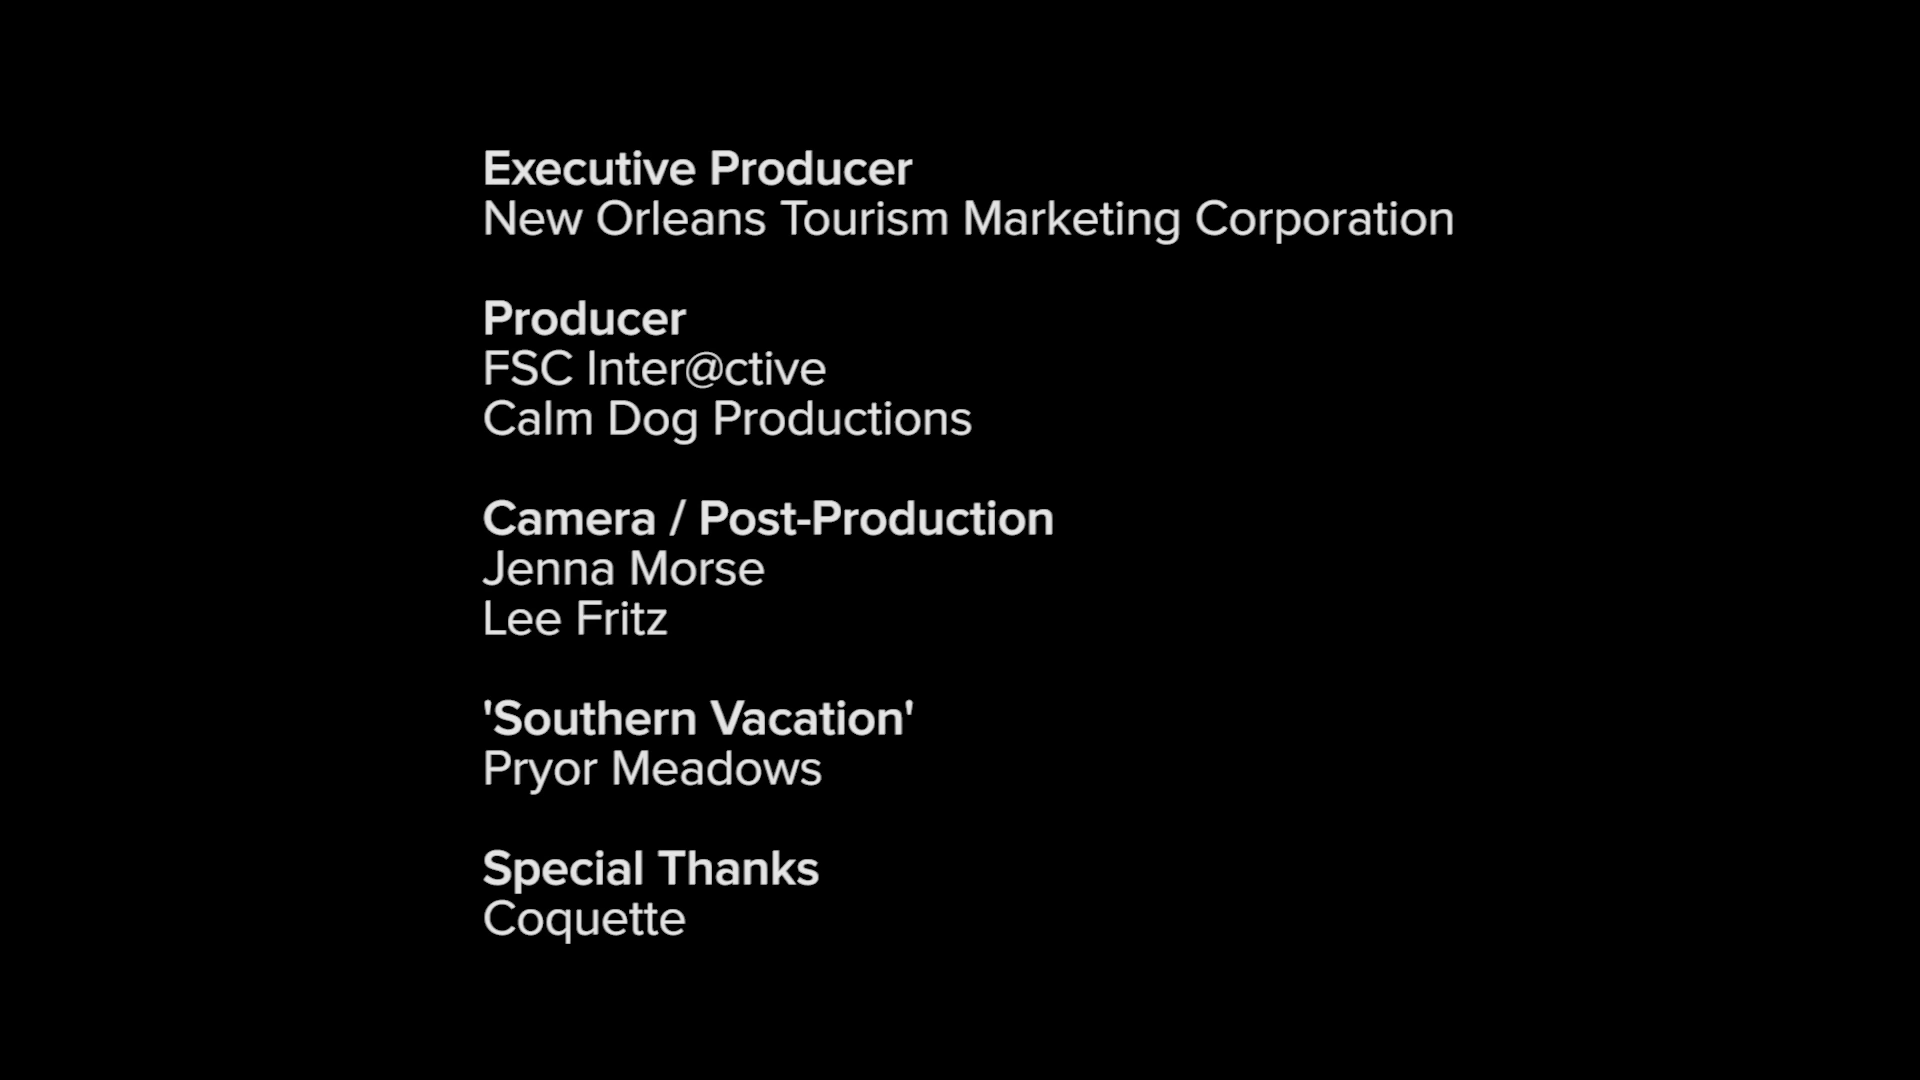 Executive Producer
New Orleans Tourism Marketing Corporation
Producer
FSC Inter@ctive
Calm Dog Productions
Camera / Post-Production
Jenna Morse
Lee Fritz
'Southern Vacation'
Pryor Meadows
Special Thanks
Coquette